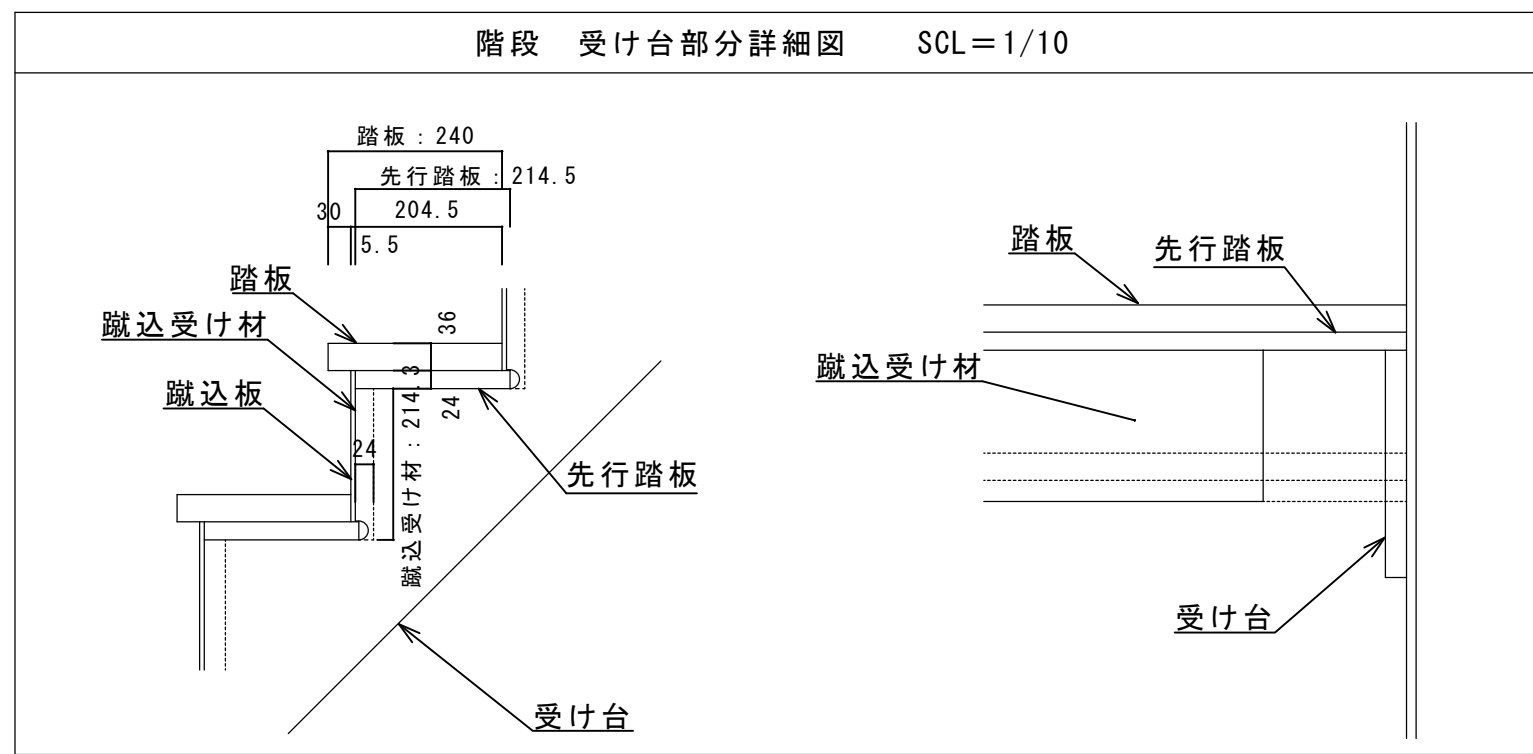 階段　受け台部分詳細図　　SCL＝1/10
踏板：240
先行踏板：214.5
30
204.5
5.5
踏板
蹴込受け材
蹴込板
36
24
24
蹴込受け材：214.3
先行踏板
受け台
踏板
先行踏板
蹴込受け材
受け台